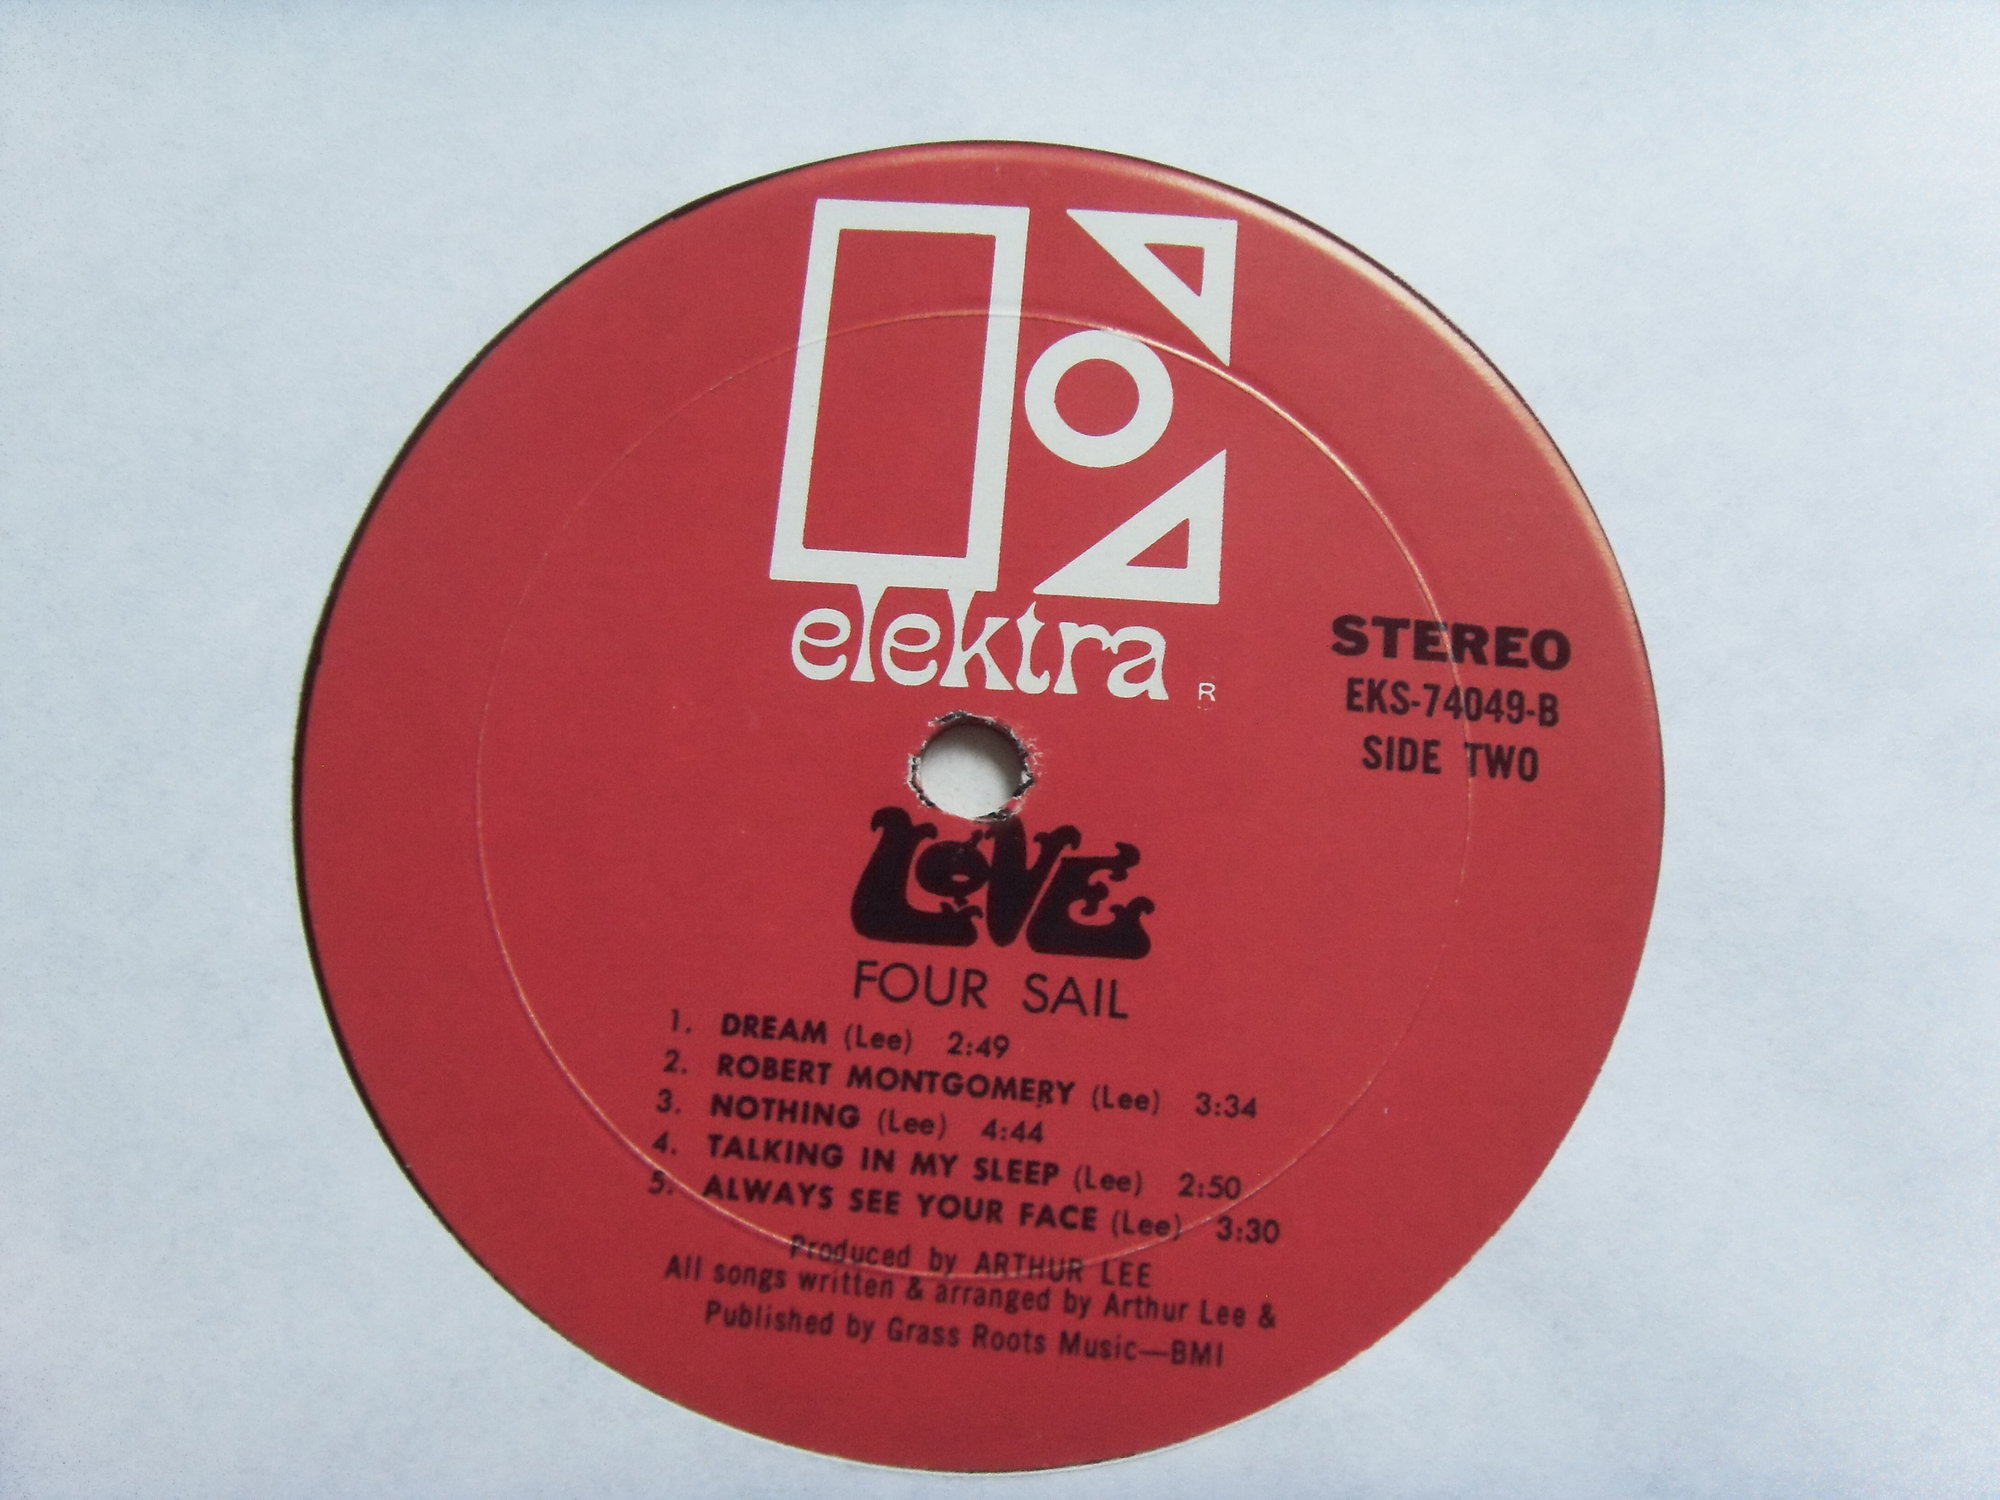 elektra
R
STEREO
EKS-74049-B
SIDE TWO
LOVE
FOUR SAIL
1. DREAM (Lee) 2:49
2. ROBERT MONTGOMERY (Lee) 3:34
3. NOTHING (Lee) 4:44
4. TALKING IN MY SLEEP (Lee) 2:50
5. ALWAYS SEE YOUR FACE (Lee) 3:30
Produced by ARTHUR LEE
All songs written & arranged by Arthur Lee &
Published by Grass Roots Music—BMI